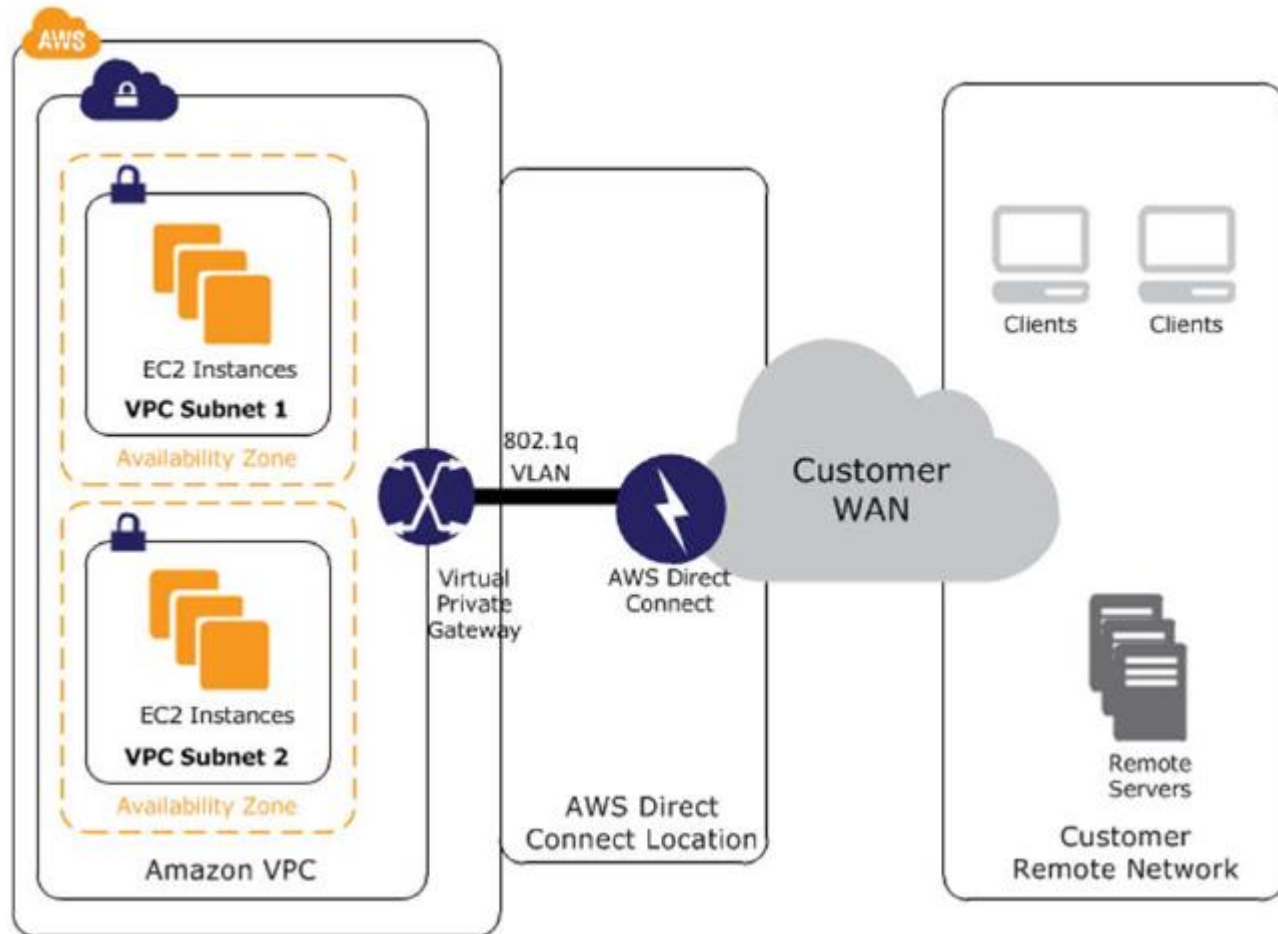 AWS
EC2 Instances
VPC Subnet 1
Availability Zone
EC2 Instances
VPC Subnet 2
Availability Zone
Amazon VPC
802.1q
VLAN
Virtual
Private
Gateway
AWS Direct
Connect
AWS Direct
Connect Location
Customer
WAN
Clients
Clients
Remote
Servers
Customer
Remote Network